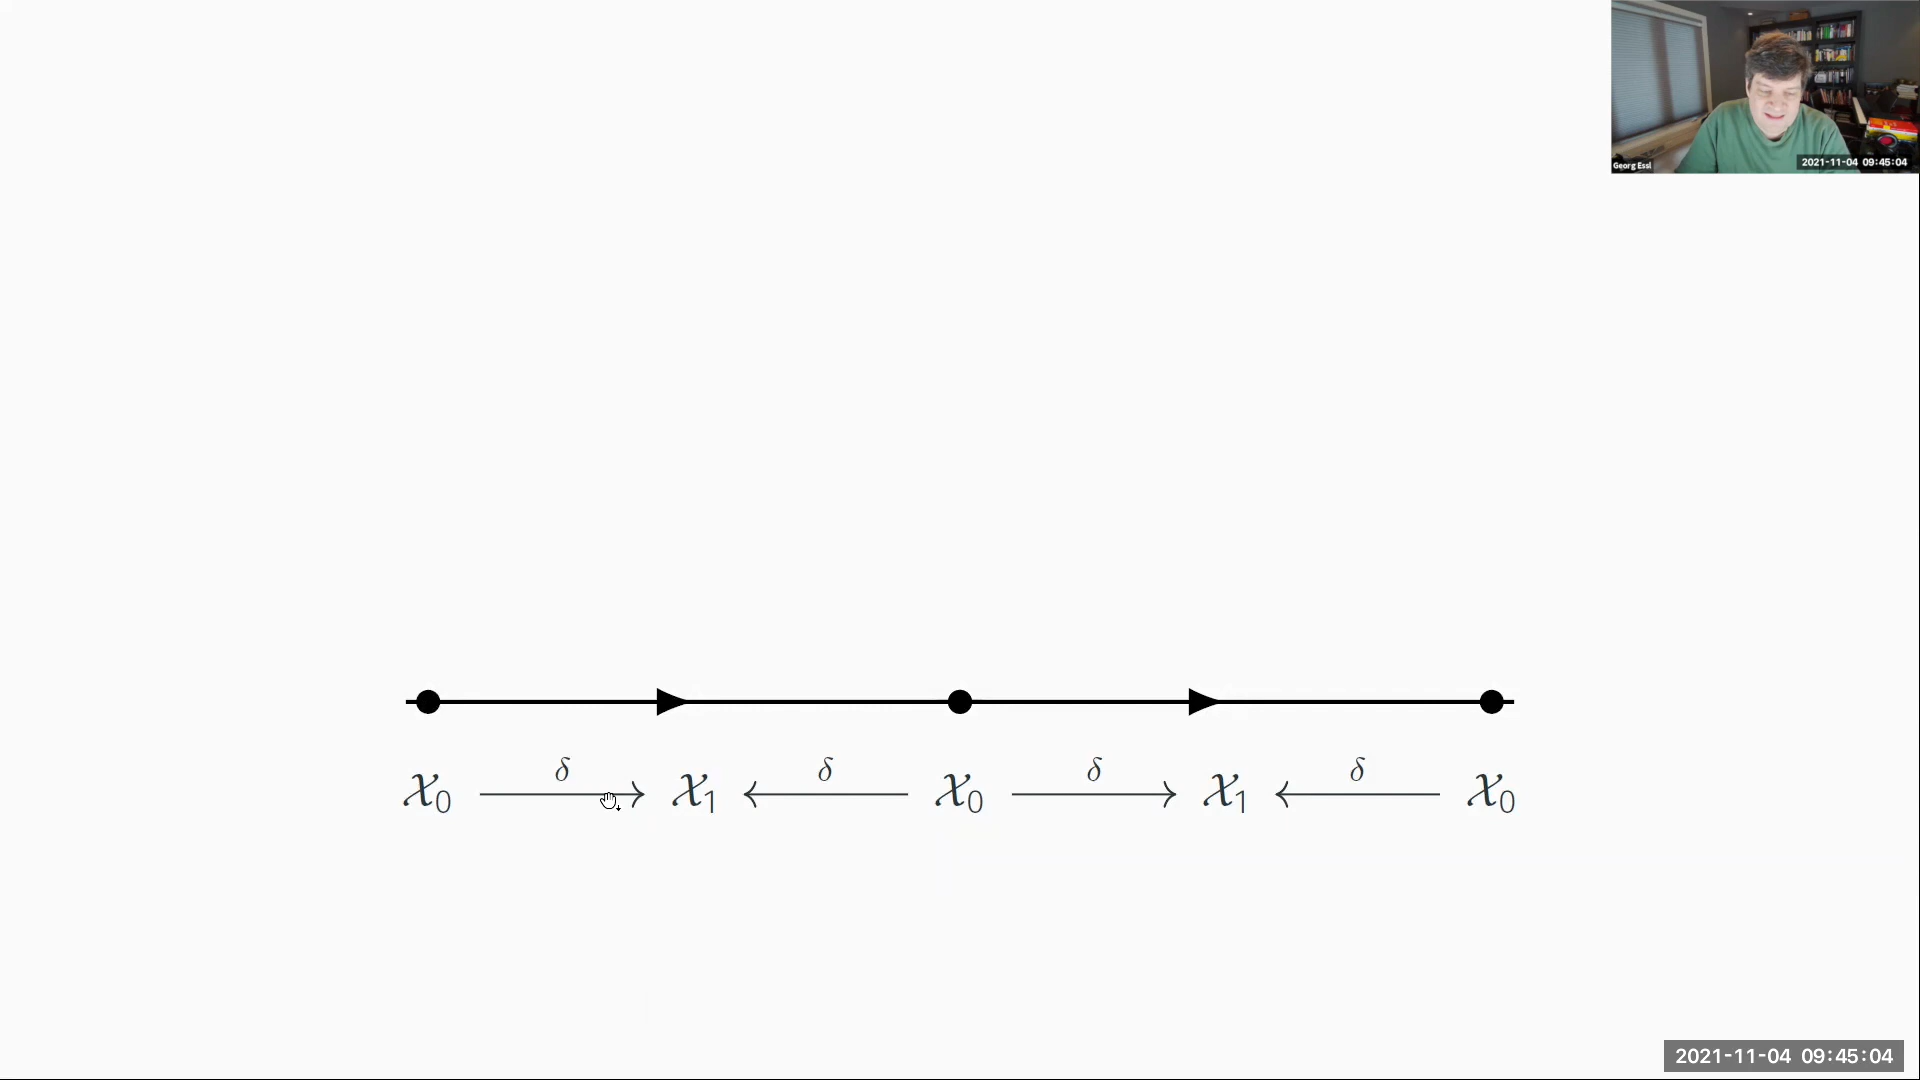 Georg Essl
2021-11-04 09:45:04
δ δ δ δ
𝒳₀ ⟶ 𝒳₁ ⟵ 𝒳₀ ⟶ 𝒳₁ ⟵ 𝒳₀
2021-11-04 09:45:04